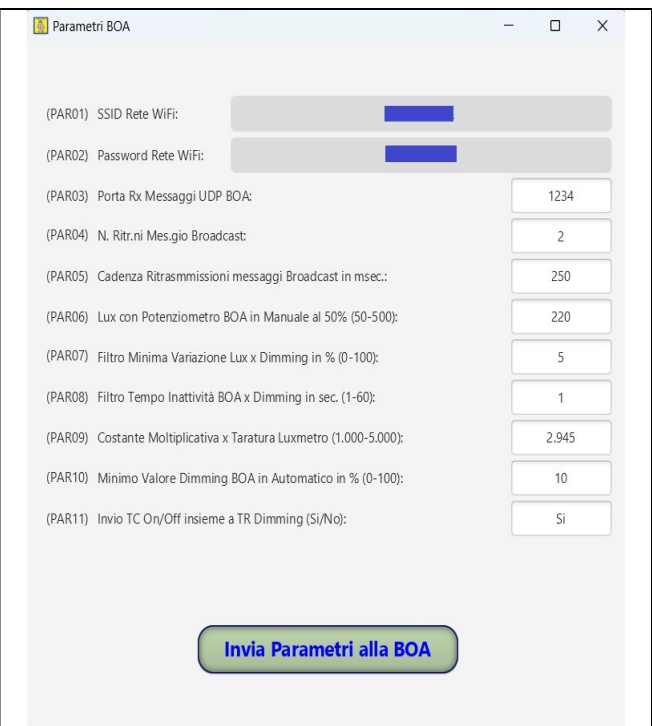 Parametri BOA
(PAR01) SSID Rete WiFi:
(PAR02) Password Rete WiFi:
(PAR03) Porta Rx Messaggi UDP BOA: 1234
(PAR04) N. Ritr.ni Mes.gio Broadcast: 2
(PAR05) Cadenza Ritrasmmissioni messaggi Broadcast in msec.: 250
(PAR06) Lux con Potenziometro BOA in Manuale al 50% (50-500): 220
(PAR07) Filtro Minima Variazione Lux x Dimming in % (0-100): 5
(PAR08) Filtro Tempo Inattività BOA x Dimming in sec. (1-60): 1
(PAR09) Costante Moltiplicativa x Taratura Luxmetro (1.000-5.000): 2.945
(PAR10) Minimo Valore Dimming BOA in Automatico in % (0-100): 10
(PAR11) Invio TC On/Off insieme a TR Dimming (Si/No): Si
Invia Parametri alla BOA